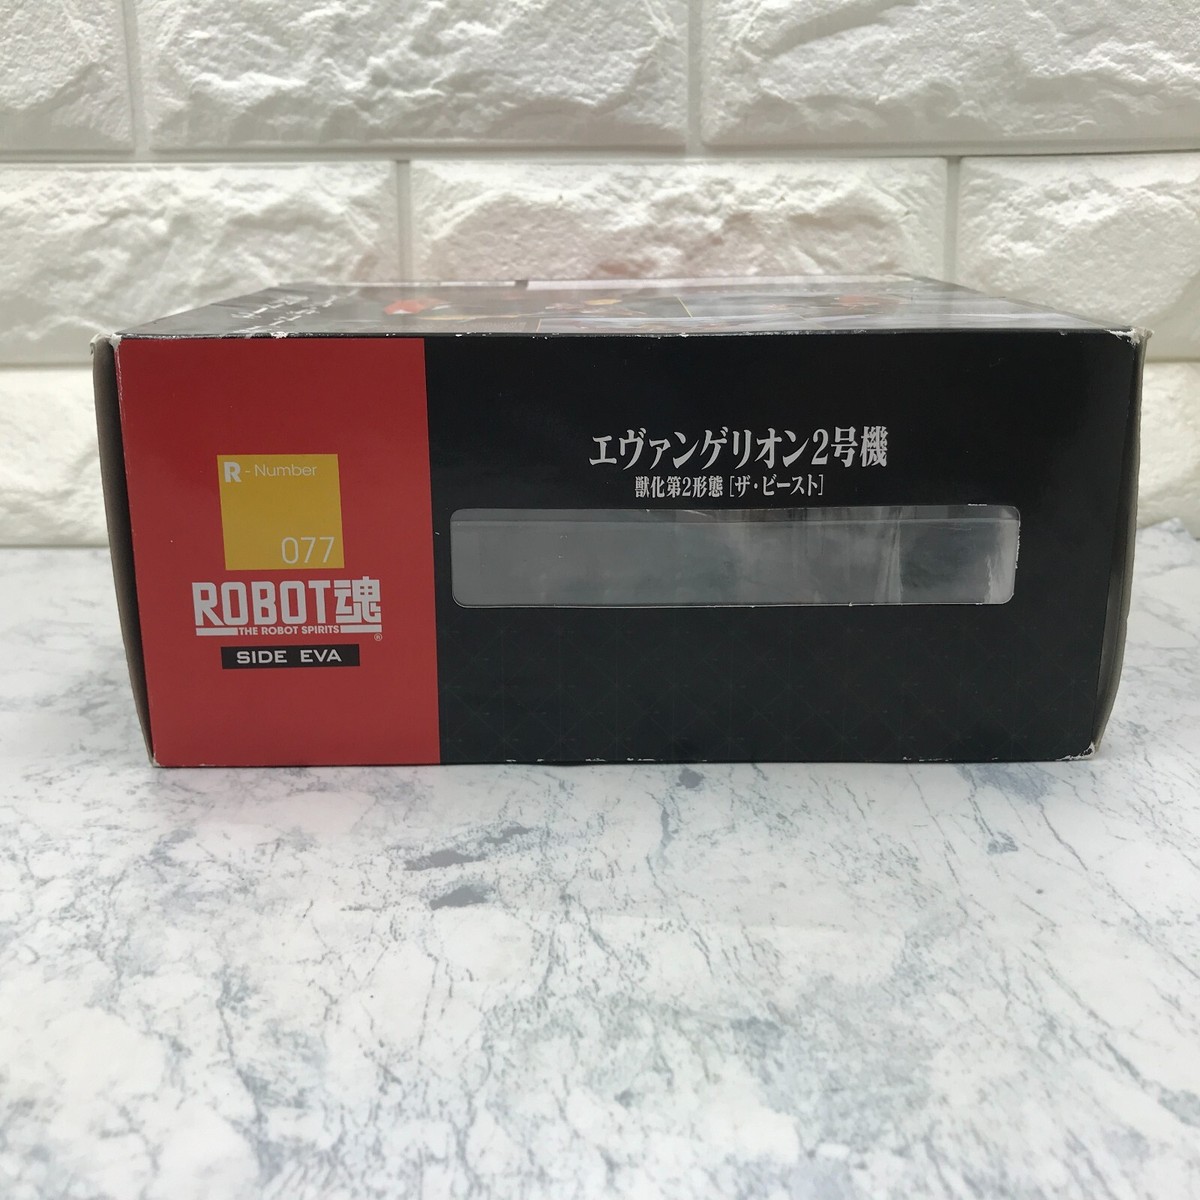 R - Number
077
ROBOT魂
THE ROBOT SPIRITS
®
SIDE EVA
エヴァンゲリオン2号機
獣化第2形態 [ザ・ビースト]